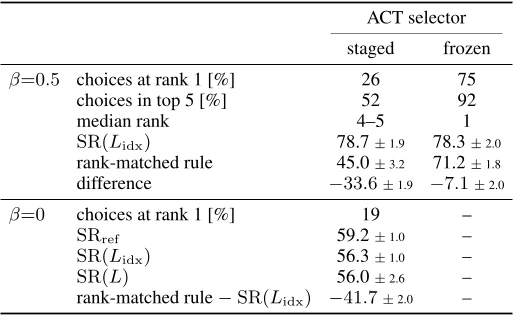 ACT selector
staged frozen
β=0.5 choices at rank 1 [%] 26 75
choices in top 5 [%] 52 92
median rank 4–5 1
SR(L_idx) 78.7 ± 1.9 78.3 ± 2.0
rank-matched rule 45.0 ± 3.2 71.2 ± 1.8
difference −33.6 ± 1.9 −7.1 ± 2.0
β=0 choices at rank 1 [%] 19 –
SR_ref 59.2 ± 1.0 –
SR(L_idx) 56.3 ± 1.0 –
SR(L) 56.0 ± 2.6 –
rank-matched rule − SR(L_idx) −41.7 ± 2.0 –